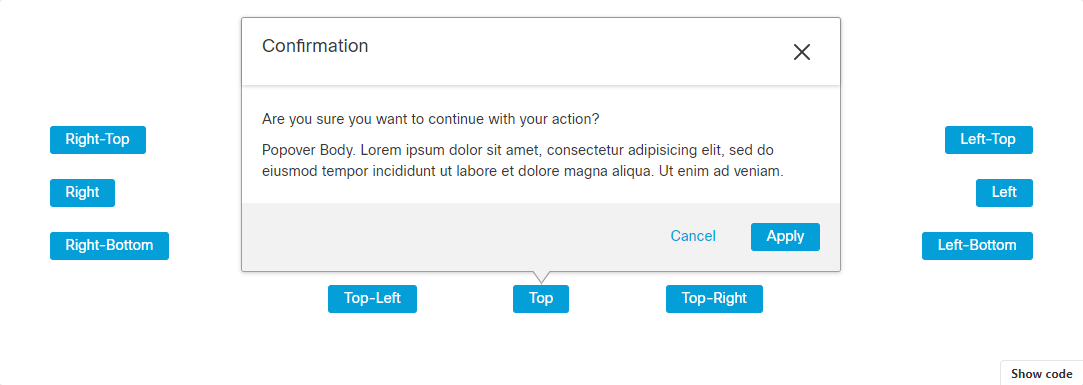 Confirmation
Are you sure you want to continue with your action?
Popover Body. Lorem ipsum dolor sit amet, consectetur adipisicing elit, sed do
eiusmod tempor incididunt ut labore et dolore magna aliqua. Ut enim ad veniam.
Cancel
Apply
Right-Top
Left-Top
Right
Left
Right-Bottom
Left-Bottom
Top-Left
Top
Top-Right
Show code